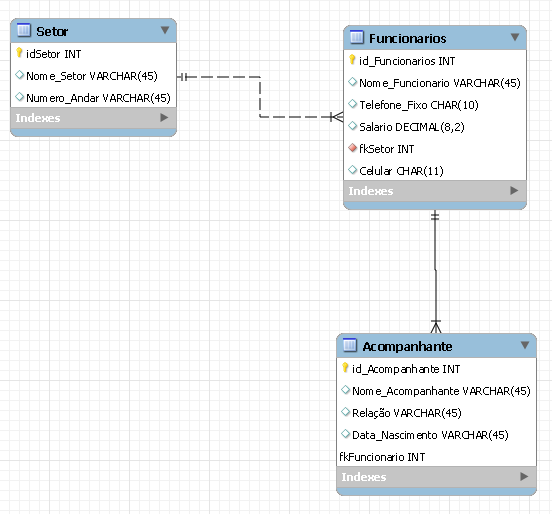 Setor
idSetor INT
Nome_Setor VARCHAR(45)
Numero_Andar VARCHAR(45)
Indexes
Funcionarios
id_Funcionarios INT
Nome_Funcionario VARCHAR(45)
Telefone_Fixo CHAR(10)
Salario DECIMAL(8,2)
fkSetor INT
Celular CHAR(11)
Indexes
Acompanhante
id_Acompanhante INT
Nome_Acompanhante VARCHAR(45)
Relação VARCHAR(45)
Data_Nascimento VARCHAR(45)
fkFuncionario INT
Indexes